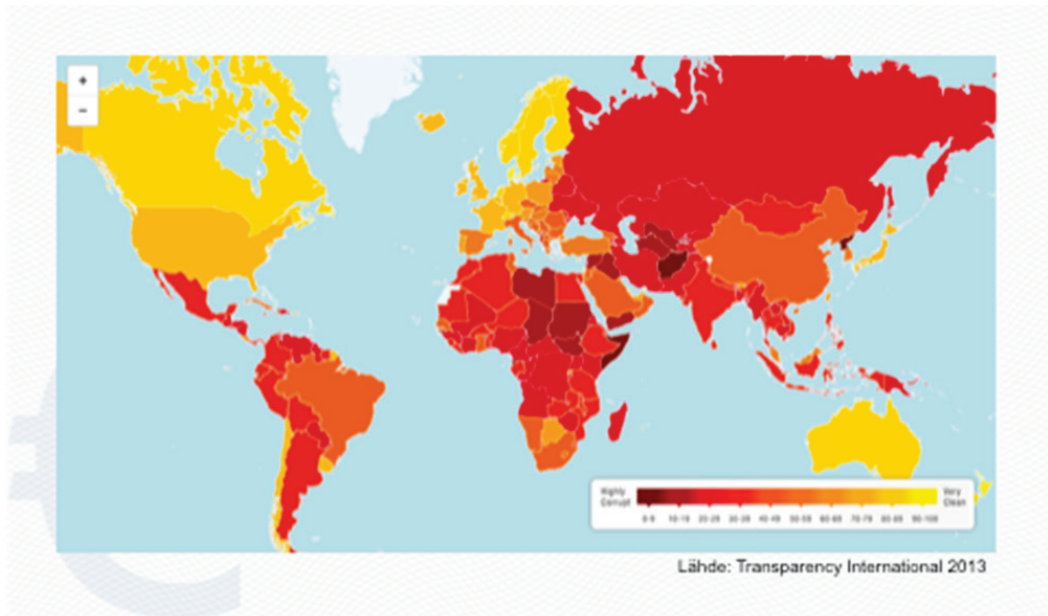 +
−
Highly Very
Corrupt Clean
0-9 10-19 20-29 30-39 40-49 50-59 60-69 70-79 80-89 90-100
Lähde: Transparency International 2013